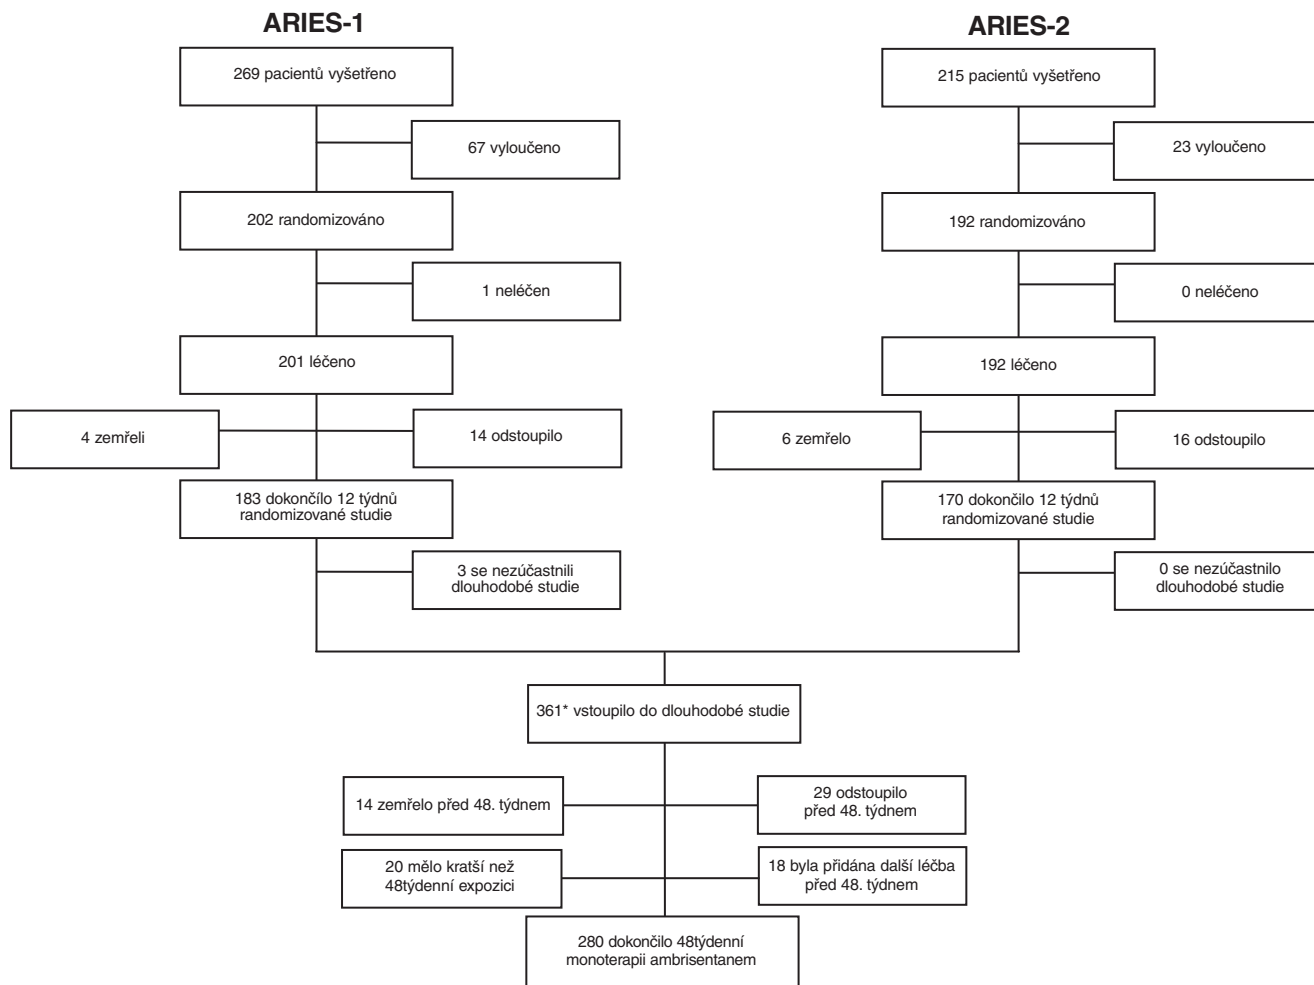 ARIES-1
269 pacientů vyšetřeno
67 vyloučeno
202 randomizováno
1 neléčen
201 léčeno
4 zemřeli
14 odstoupilo
183 dokončílo 12 týdnů
randomizované studie
3 se nezúčastnili
dlouhodobé studie
ARIES-2
215 pacientů vyšetřeno
23 vyloučeno
192 randomizováno
0 neléčeno
192 léčeno
6 zemřelo
16 odstoupilo
170 dokončilo 12 týdnů
randomizované studie
0 se nezúčastnilo
dlouhodobé studie
361* vstoupilo do dlouhodobé studie
14 zemřelo před 48. týdnem
29 odstoupilo
před 48. týdnem
20 mělo kratší než
48týdenní expozici
18 byla přidána další léčba
před 48. týdnem
280 dokončilo 48týdenní
monoterapii ambrisentanem